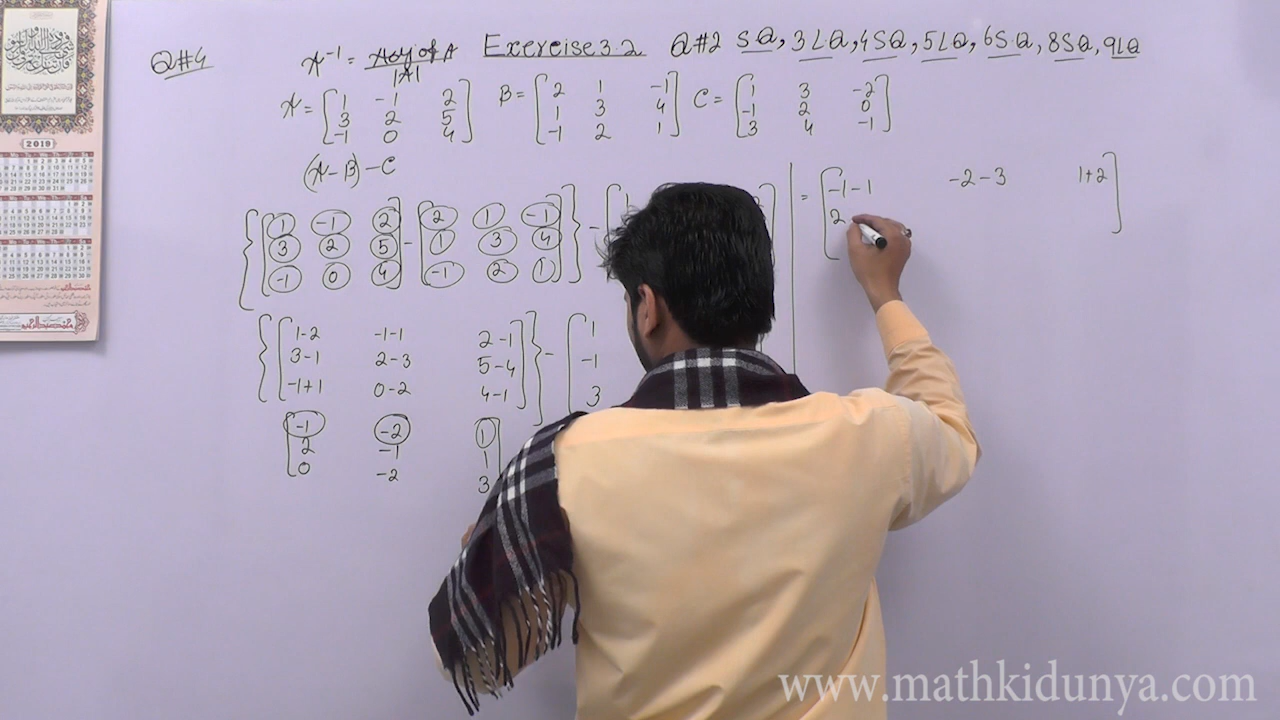 2019
Q#4
A⁻¹ = Adj of A / |A|
Exercise 3.2 Q#2 SQ, 3LQ, 4SQ, 5LQ, 6SQ, 8SQ, 9LQ
A = [1 -1 2
3 2 5
-1 0 4]
B = [2 1 -1
1 3 4
-1 2 1]
C = [1 3 -2
-1 2 0
3 4 -1]
(A-B)-C
{[1 -1 2
3 2 5
-1 0 4] - [2 1 -1
1 3 4
-1 2 1]} - [
{[1-2 -1-1 2-1
3-1 2-3 5-4
-1+1 0-2 4-1]} - [1
-1
3
[-1 -2 1
2 -1 1
0 -2 3
= [-1-1 -2-3 1+2
2 ]
www.mathkidunya.com